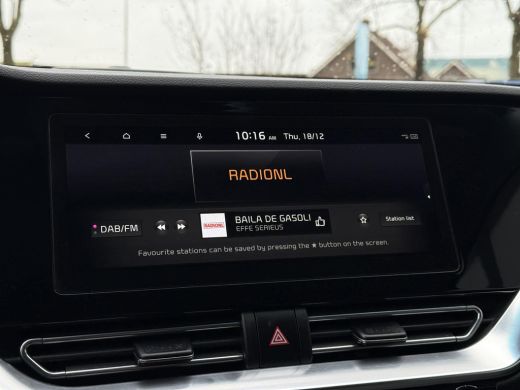 10:16 AM Thu, 18/12
RADIONL
DAB/FM
RADIONL
BAILA DE GASOLI
EFFE SERIEUS
Station list
Favourite stations can be saved by pressing the ★ button on the screen.